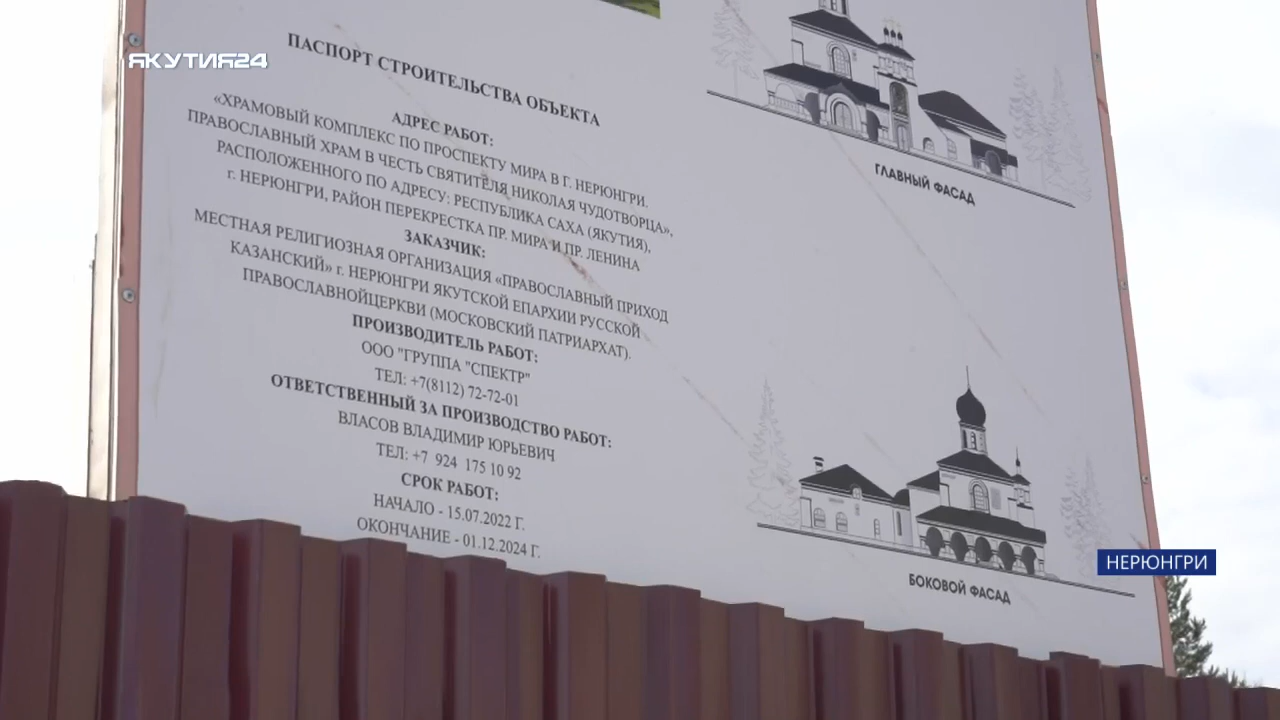 ЯКУТИЯ24
ПАСПОРТ СТРОИТЕЛЬСТВА ОБЪЕКТА
АДРЕС РАБОТ:
«ХРАМОВЫЙ КОМПЛЕКС ПО ПРОСПЕКТУ МИРА В Г. НЕРЮНГРИ.
ПРАВОСЛАВНЫЙ ХРАМ В ЧЕСТЬ СВЯТИТЕЛЯ НИКОЛАЯ ЧУДОТВОРЦА»,
РАСПОЛОЖЕННОГО ПО АДРЕСУ: РЕСПУБЛИКА САХА (ЯКУТИЯ),
г. НЕРЮНГРИ, РАЙОН ПЕРЕКРЕСТКА ПР. МИРА И ПР. ЛЕНИНА
ЗАКАЗЧИК:
МЕСТНАЯ РЕЛИГИОЗНАЯ ОРГАНИЗАЦИЯ «ПРАВОСЛАВНЫЙ ПРИХОД
КАЗАНСКИЙ» г. НЕРЮНГРИ ЯКУТСКОЙ ЕПАРХИИ РУССКОЙ
ПРАВОСЛАВНОЙЦЕРКВИ (МОСКОВСКИЙ ПАТРИАРХАТ).
ПРОИЗВОДИТЕЛЬ РАБОТ:
ООО "ГРУППА "СПЕКТР"
ТЕЛ: +7(8112) 72-72-01
ОТВЕТСТВЕННЫЙ ЗА ПРОИЗВОДСТВО РАБОТ:
ВЛАСОВ ВЛАДИМИР ЮРЬЕВИЧ
ТЕЛ: +7 924 175 10 92
СРОК РАБОТ:
НАЧАЛО - 15.07.2022 Г.
ОКОНЧАНИЕ - 01.12.2024 Г.
ГЛАВНЫЙ ФАСАД
БОКОВОЙ ФАСАД
НЕРЮНГРИ